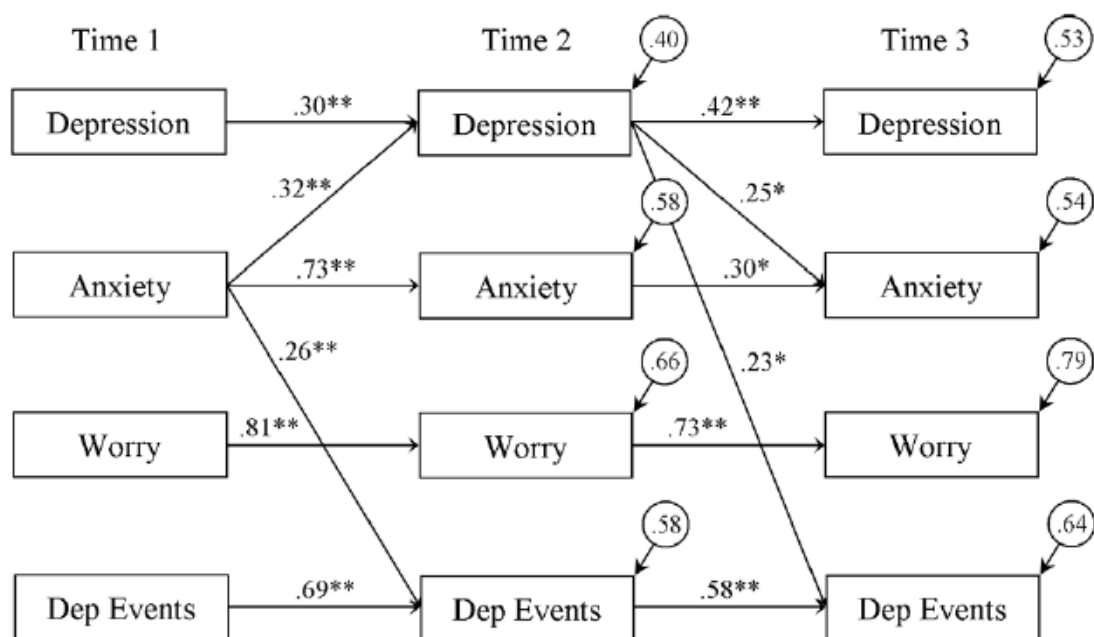 Time 1 Time 2 Time 3
.40 .53
Depression .30** Depression .42** Depression
.32** .58 .25* .54
Anxiety .73** Anxiety .30* Anxiety
.26** .66 .23* .79
Worry .81** Worry .73** Worry
.58 .64
Dep Events .69** Dep Events .58** Dep Events